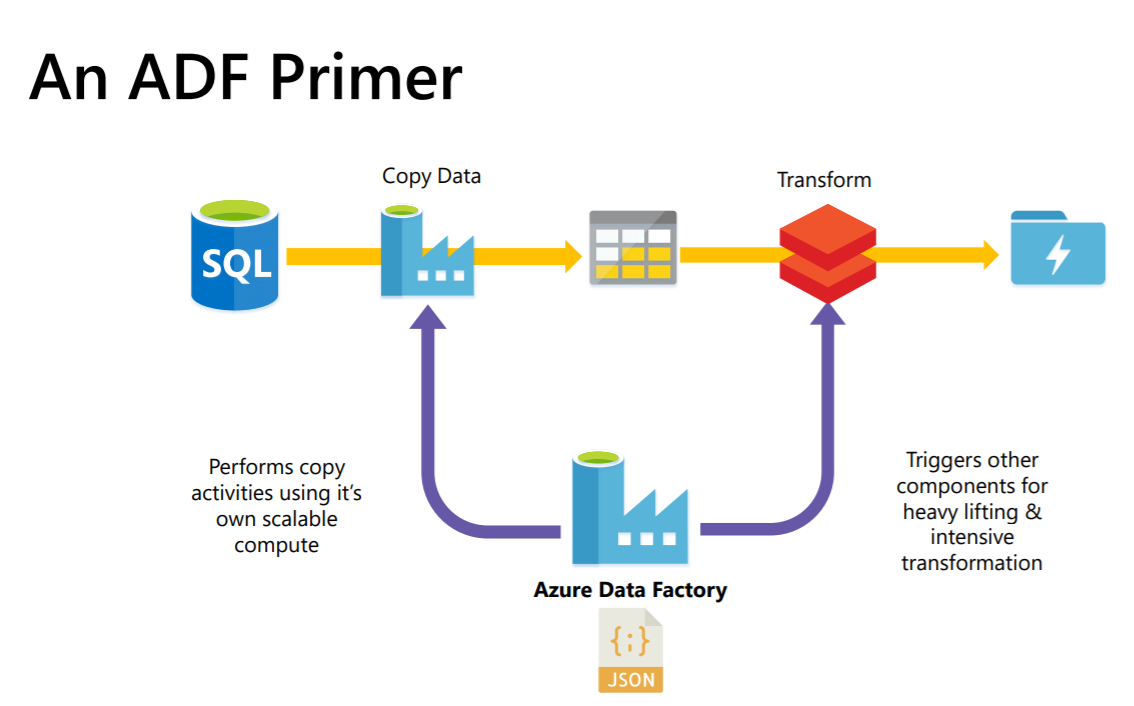 An ADF Primer
Copy Data
Transform
SQL
Performs copy
activities using it's
own scalable
compute
Triggers other
components for
heavy lifting &
intensive
transformation
Azure Data Factory
{;}
JSON